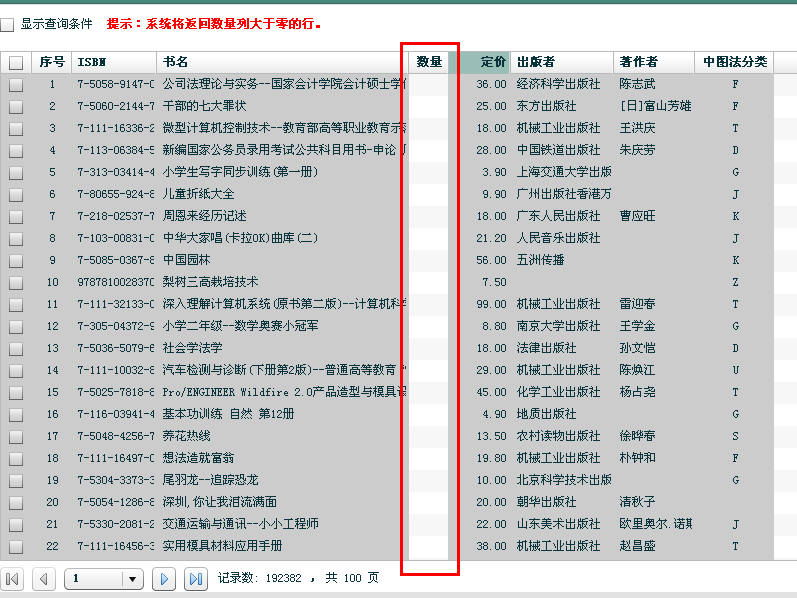 显示查询条件 提示：系统将返回数量列大于零的行。
序号 ISBN 书名 数量 定价 出版者 著作者 中图法分类
1 7-5058-9147-0 公司法理论与实务--国家会计学院会计硕士学 36.00 经济科学出版社 陈志武 F
2 7-5060-2144-7 干部的七大罪状 25.00 东方出版社 [日]富山芳雄 F
3 7-111-16336-2 微型计算机控制技术--教育部高等职业教育示 18.00 机械工业出版社 王洪庆 T
4 7-113-06384-5 新编国家公务员录用考试公共科目用书-申论 28.00 中国铁道出版社 朱庆芳 D
5 7-313-03414-4 小学生写字同步训练(第一册) 3.90 上海交通大学出版 G
6 7-80655-924-8 儿童折纸大全 9.90 广州出版社香港万 J
7 7-218-02537-7 周恩来经历记述 18.00 广东人民出版社 曹应旺 K
8 7-103-00831-0 中华大家唱(卡拉OK)曲库(二) 21.20 人民音乐出版社 J
9 7-5085-0367-8 中国园林 56.00 五洲传播 K
10 978781002837 梨树三高栽培技术 7.50 Z
11 7-111-32133-0 深入理解计算机系统(原书第二版)--计算机科 99.00 机械工业出版社 雷迎春 T
12 7-305-04372-9 小学二年级--数学奥赛小冠军 8.80 南京大学出版社 王学金 G
13 7-5036-5079-6 社会学法学 18.00 法律出版社 孙文恺 D
14 7-111-10032-8 汽车检测与诊断(下册第2版)--普通高等教育 29.00 机械工业出版社 陈焕江 U
15 7-5025-7818-8 Pro/ENGINEER Wildfire 2.0产品造型与模具设 45.00 化学工业出版社 杨占尧 T
16 7-116-03941-4 基本功训练 自然 第12册 4.90 地质出版社 G
17 7-5048-4256-7 养花热线 13.50 农村读物出版社 徐晔春 S
18 7-111-16497-0 想法造就富翁 19.80 机械工业出版社 朴钟和 F
19 7-5304-3373-3 尾羽龙--追踪恐龙 10.00 北京科学技术出版 G
20 7-5054-1286-8 深圳,你让我泪流满面 20.00 朝华出版社 清秋子
21 7-5330-2081-2 交通运输与通讯--小小工程师 22.00 山东美术出版社 欧里奥尔.诺 J
22 7-111-16456-3 实用模具材料应用手册 38.00 机械工业出版社 赵昌盛 T
1 记录数: 192382 , 共 100 页